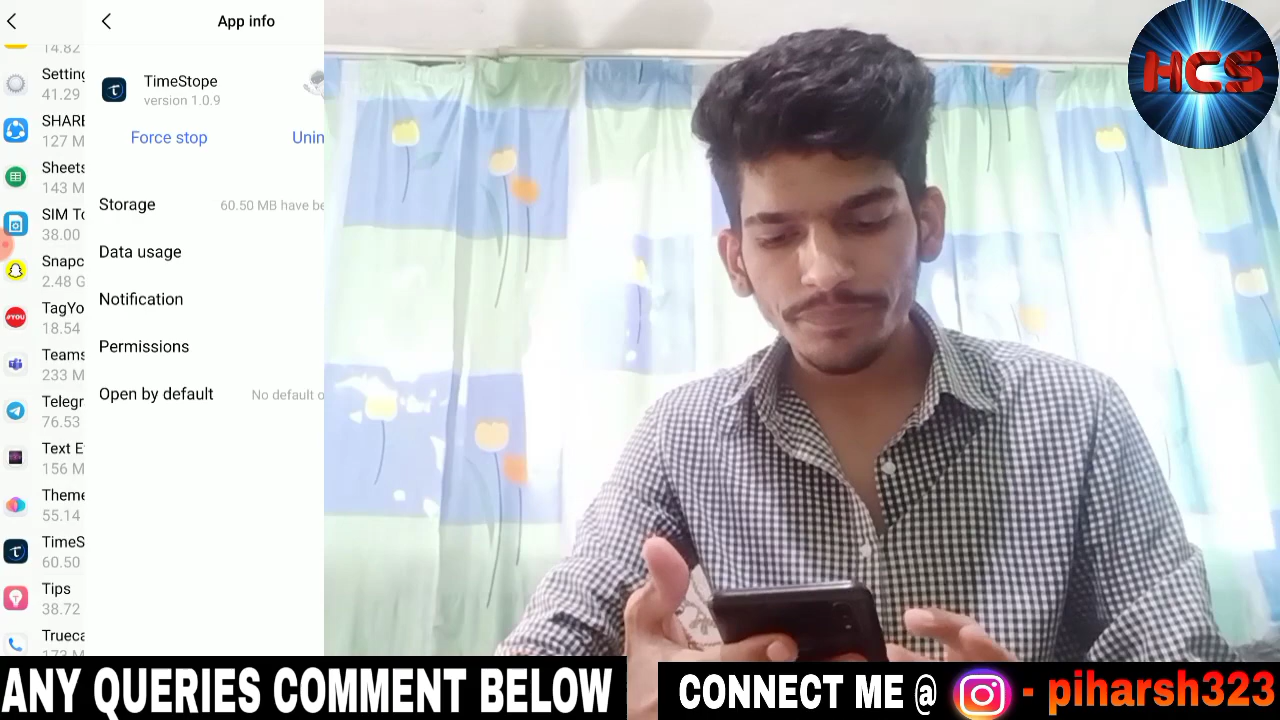 14.82
Setting
41.29
SHARE
127 M
Sheets
143 M
SIM To
38.00
Snapc
2.48 G
TagYo
#YOU
18.54
Teams
233 M
Telegr
76.53
Text E
156 M
Theme
55.14
TimeS
60.50
Tips
38.72
Trueca
173 M
App info
TimeStope
version 1.0.9
Force stop
Unin
Storage
60.50 MB have be
Data usage
Notification
Permissions
Open by default
No default o
HCS
ANY QUERIES COMMENT BELOW
CONNECT ME @ - piharsh323